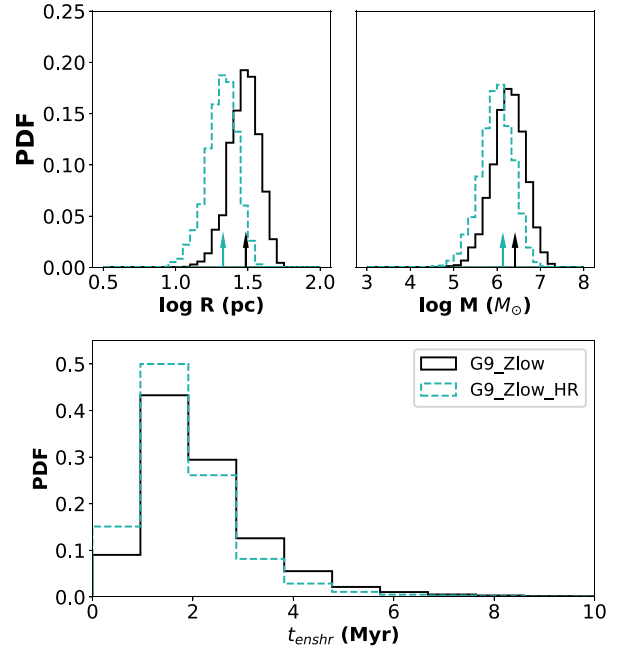 0.25
0.20
0.15
0.10
0.05
0.00
PDF
0.5 1.0 1.5 2.0
log R (pc)
3 4 5 6 7 8
log M (M⊙)
0.5
0.4
0.3
0.2
0.1
0.0
PDF
G9_Zlow
G9_Zlow_HR
0 2 4 6 8 10
t_enshr (Myr)